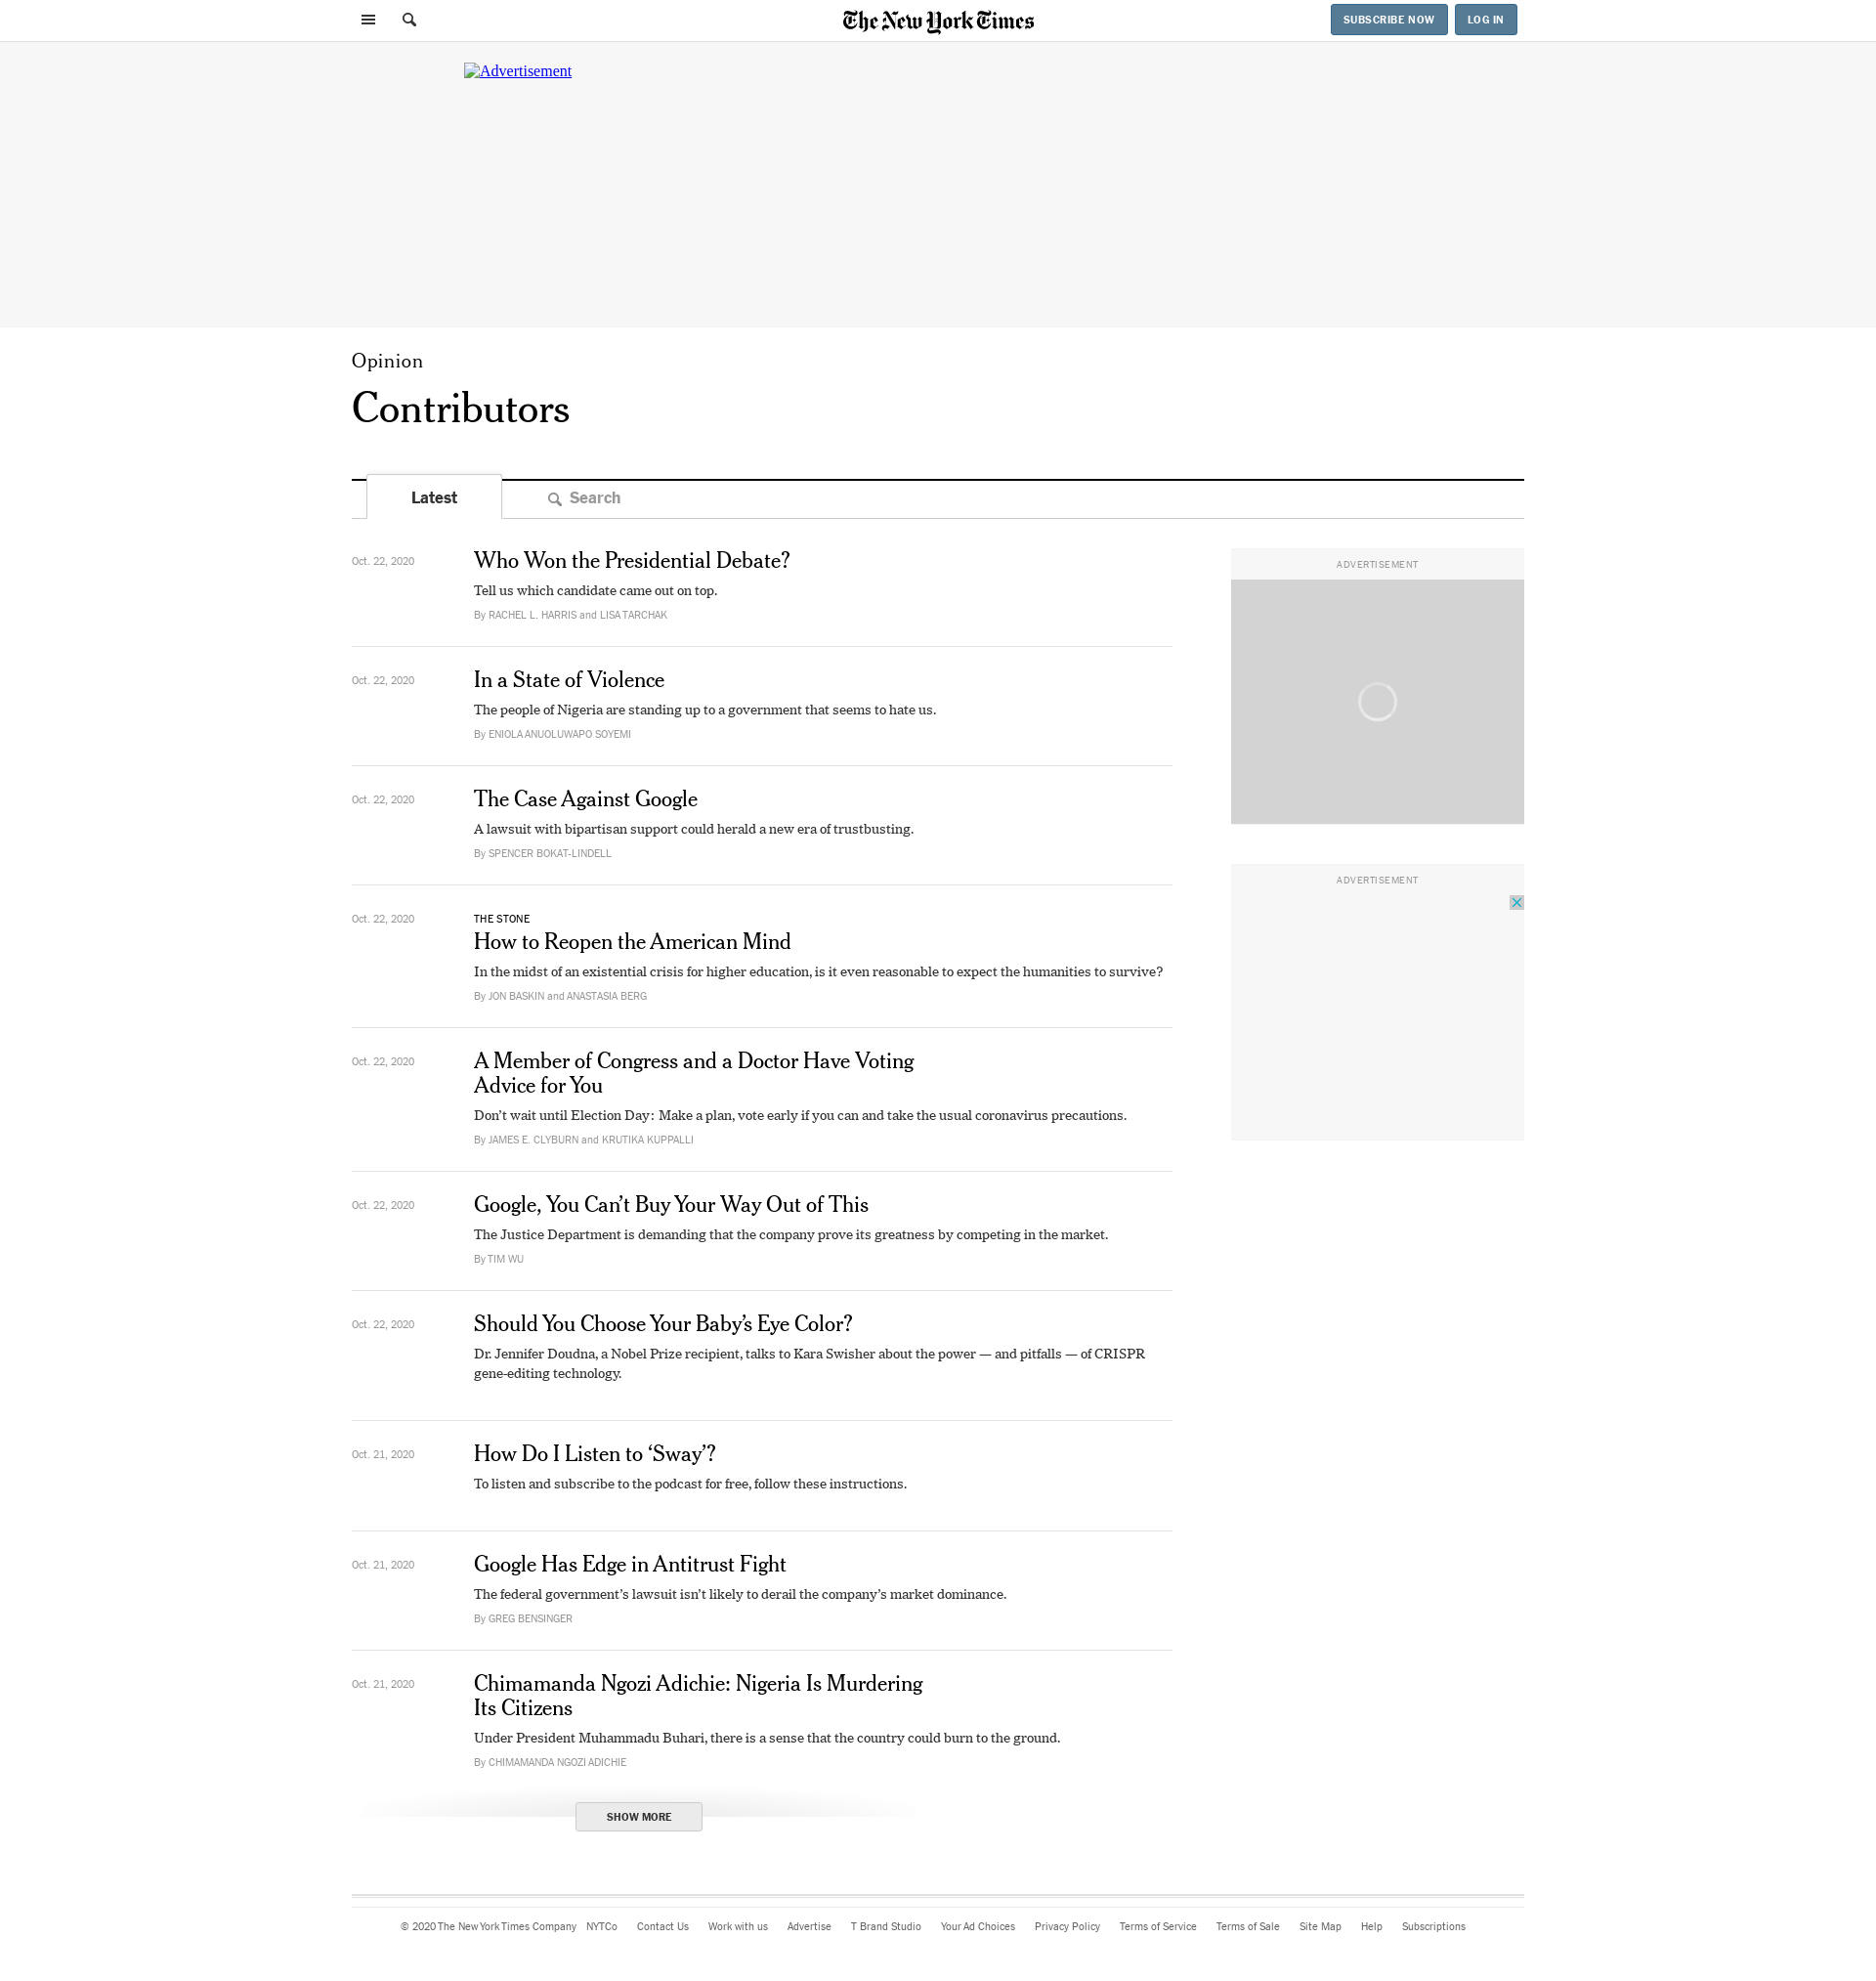 The New York Times
SUBSCRIBE NOW
LOG IN
Advertisement
Opinion
Contributors
Latest
Search
Oct. 22, 2020
Who Won the Presidential Debate?
Tell us which candidate came out on top.
By RACHEL L. HARRIS and LISA TARCHAK
Oct. 22, 2020
In a State of Violence
The people of Nigeria are standing up to a government that seems to hate us.
By ENIOLA ANUOLUWAPO SOYEMI
Oct. 22, 2020
The Case Against Google
A lawsuit with bipartisan support could herald a new era of trustbusting.
By SPENCER BOKAT-LINDELL
Oct. 22, 2020
THE STONE
How to Reopen the American Mind
In the midst of an existential crisis for higher education, is it even reasonable to expect the humanities to survive?
By JON BASKIN and ANASTASIA BERG
Oct. 22, 2020
A Member of Congress and a Doctor Have Voting
Advice for You
Don’t wait until Election Day: Make a plan, vote early if you can and take the usual coronavirus precautions.
By JAMES E. CLYBURN and KRUTIKA KUPPALLI
Oct. 22, 2020
Google, You Can’t Buy Your Way Out of This
The Justice Department is demanding that the company prove its greatness by competing in the market.
By TIM WU
Oct. 22, 2020
Should You Choose Your Baby’s Eye Color?
Dr. Jennifer Doudna, a Nobel Prize recipient, talks to Kara Swisher about the power — and pitfalls — of CRISPR
gene-editing technology.
Oct. 21, 2020
How Do I Listen to ‘Sway’?
To listen and subscribe to the podcast for free, follow these instructions.
Oct. 21, 2020
Google Has Edge in Antitrust Fight
The federal government’s lawsuit isn’t likely to derail the company’s market dominance.
By GREG BENSINGER
Oct. 21, 2020
Chimamanda Ngozi Adichie: Nigeria Is Murdering
Its Citizens
Under President Muhammadu Buhari, there is a sense that the country could burn to the ground.
By CHIMAMANDA NGOZI ADICHIE
SHOW MORE
ADVERTISEMENT
ADVERTISEMENT
© 2020 The New York Times Company NYTCo Contact Us Work with us Advertise T Brand Studio Your Ad Choices Privacy Policy Terms of Service Terms of Sale Site Map Help Subscriptions